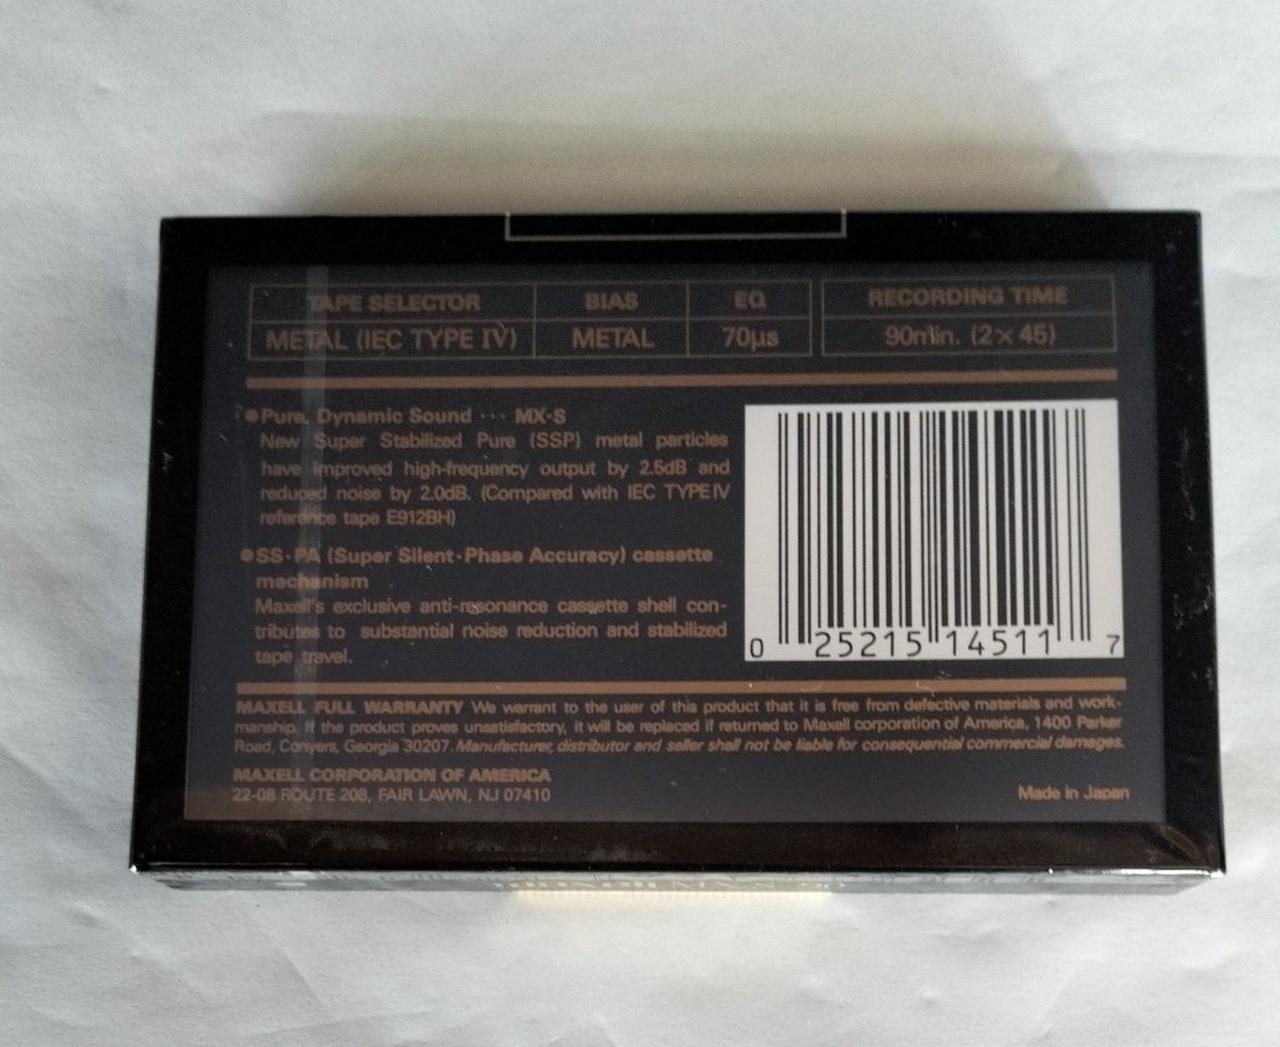 TAPE SELECTOR BIAS EQ RECORDING TIME
METAL (IEC TYPE IV) METAL 70µs 90min. (2×45)
●Pure, Dynamic Sound ··· MX-S
New Super Stabilized Pure (SSP) metal particles
have improved high-frequency output by 2.5dB and
reduced noise by 2.0dB. (Compared with IEC TYPE IV
reference tape E912BH)
●SS·PA (Super Silent·Phase Accuracy) cassette
mechanism
Maxell's exclusive anti-resonance cassette shell con-
tributes to substantial noise reduction and stabilized
tape travel.
0 25215 14511 7
MAXELL FULL WARRANTY We warrant to the user of this product that it is free from defective materials and work-
manship. If the product proves unsatisfactory, it will be replaced if returned to Maxell corporation of America, 1400 Parker
Road, Conyers, Georgia 30207. Manufacturer, distributor and seller shall not be liable for consequential commercial damages.
MAXELL CORPORATION OF AMERICA
22-08 ROUTE 208, FAIR LAWN, NJ 07410
Made in Japan